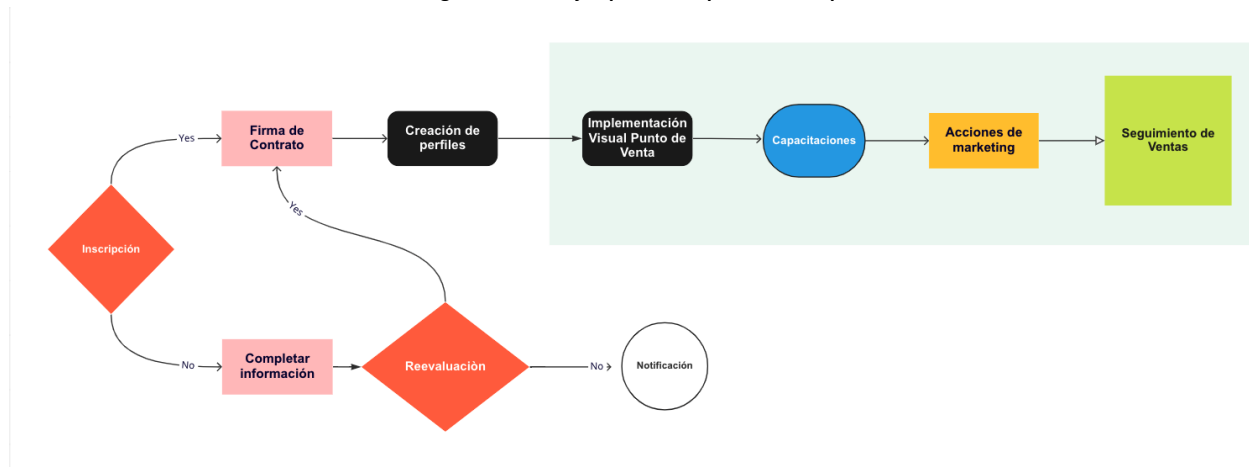 Yes
Firma de
Contrato
Creación de
perfiles
Implementación
Visual Punto de
Venta
Capacitaciones
Acciones de
marketing
Seguimiento de
Ventas
Inscripción
Yes
No
Completar
información
Reevaluaciòn
No
Notificación